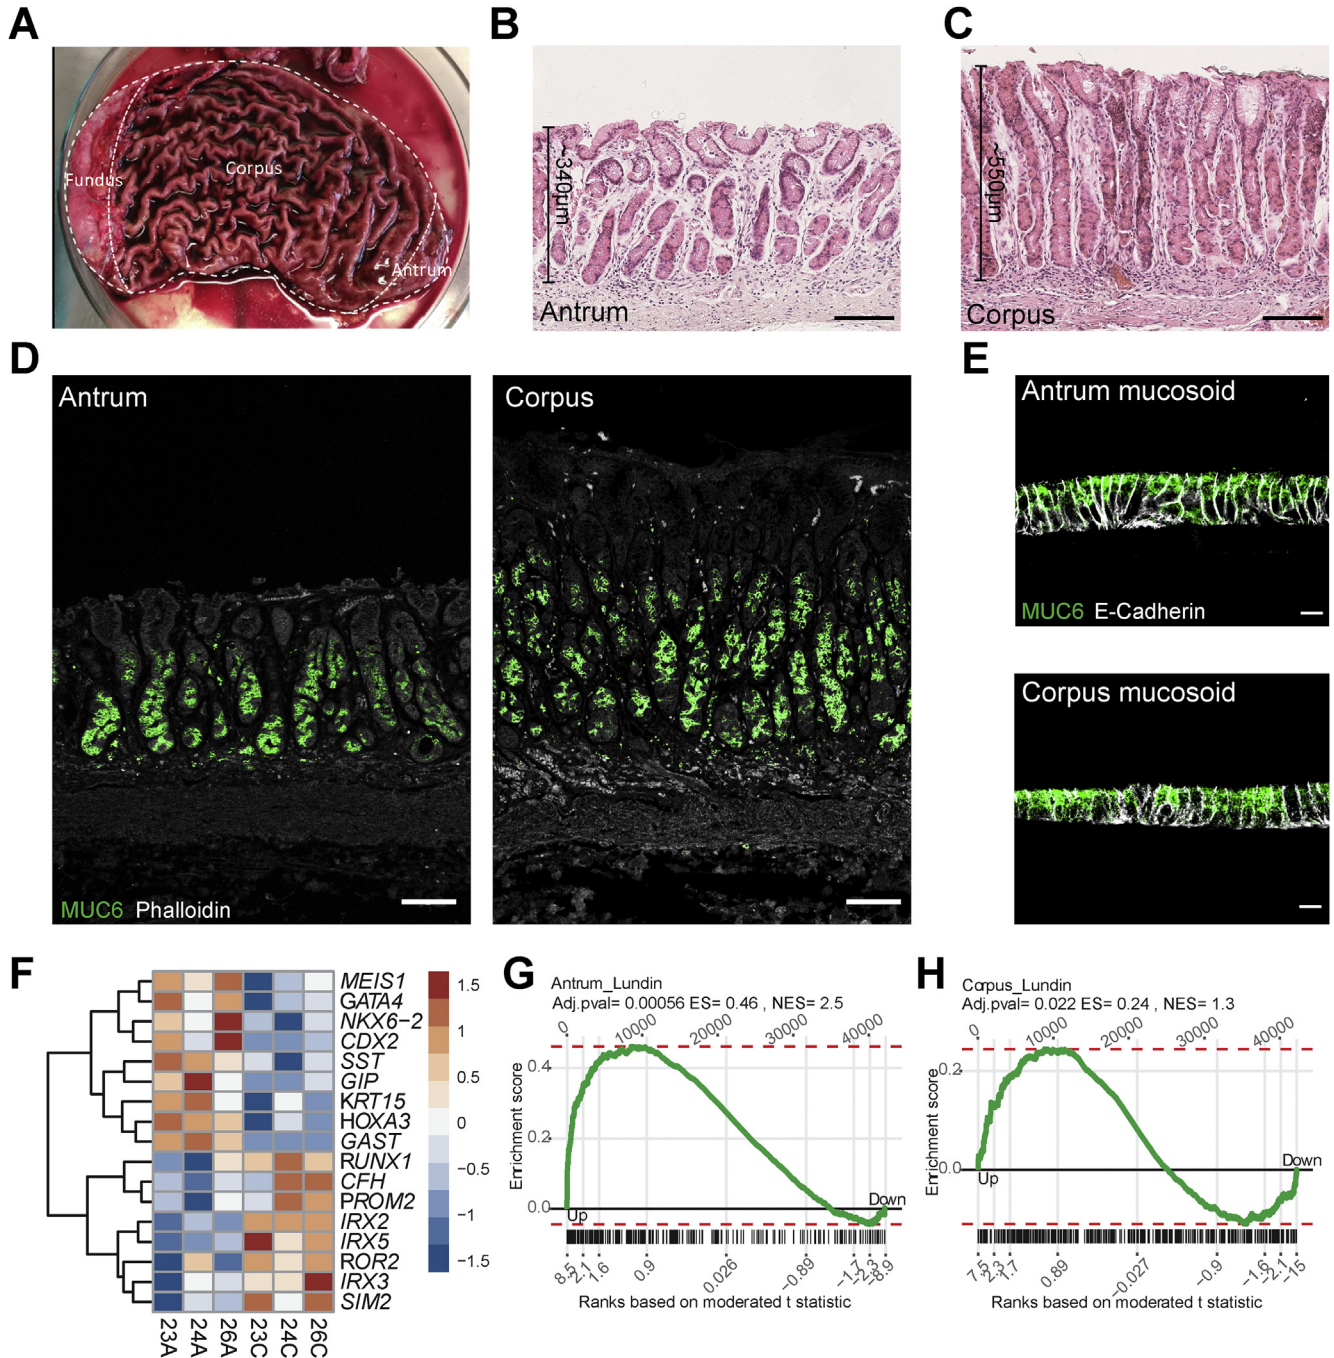 A
Fundus
Corpus
Antrum
B
~340µm
Antrum
C
~550µm
Corpus
D
Antrum
MUC6 Phalloidin
Corpus
E
Antrum mucosoid
MUC6 E-Cadherin
Corpus mucosoid
F
MEIS1
GATA4
NKX6-2
CDX2
SST
GIP
KRT15
HOXA3
GAST
RUNX1
CFH
PROM2
IRX2
IRX5
ROR2
IRX3
SIM2
23A 24A 26A 23C 24C 26C
1.5
1
0.5
0
−0.5
−1
−1.5
G
Antrum_Lundin
Adj.pval= 0.00056 ES= 0.46 , NES= 2.5
0 10000 20000 30000 40000
Enrichment score
0.4
0.2
0.0
Up
Down
8.5 2.1 1.6 0.9 0.026 −0.89 −1.5 −2.3 −8.9
Ranks based on moderated t statistic
H
Corpus_Lundin
Adj.pval= 0.022 ES= 0.24 , NES= 1.3
0 10000 20000 30000 40000
Enrichment score
0.2
0.0
Up
Down
7.5 2.3 1.7 0.89 −0.027 −0.9 −1.6 −2.1 −15
Ranks based on moderated t statistic